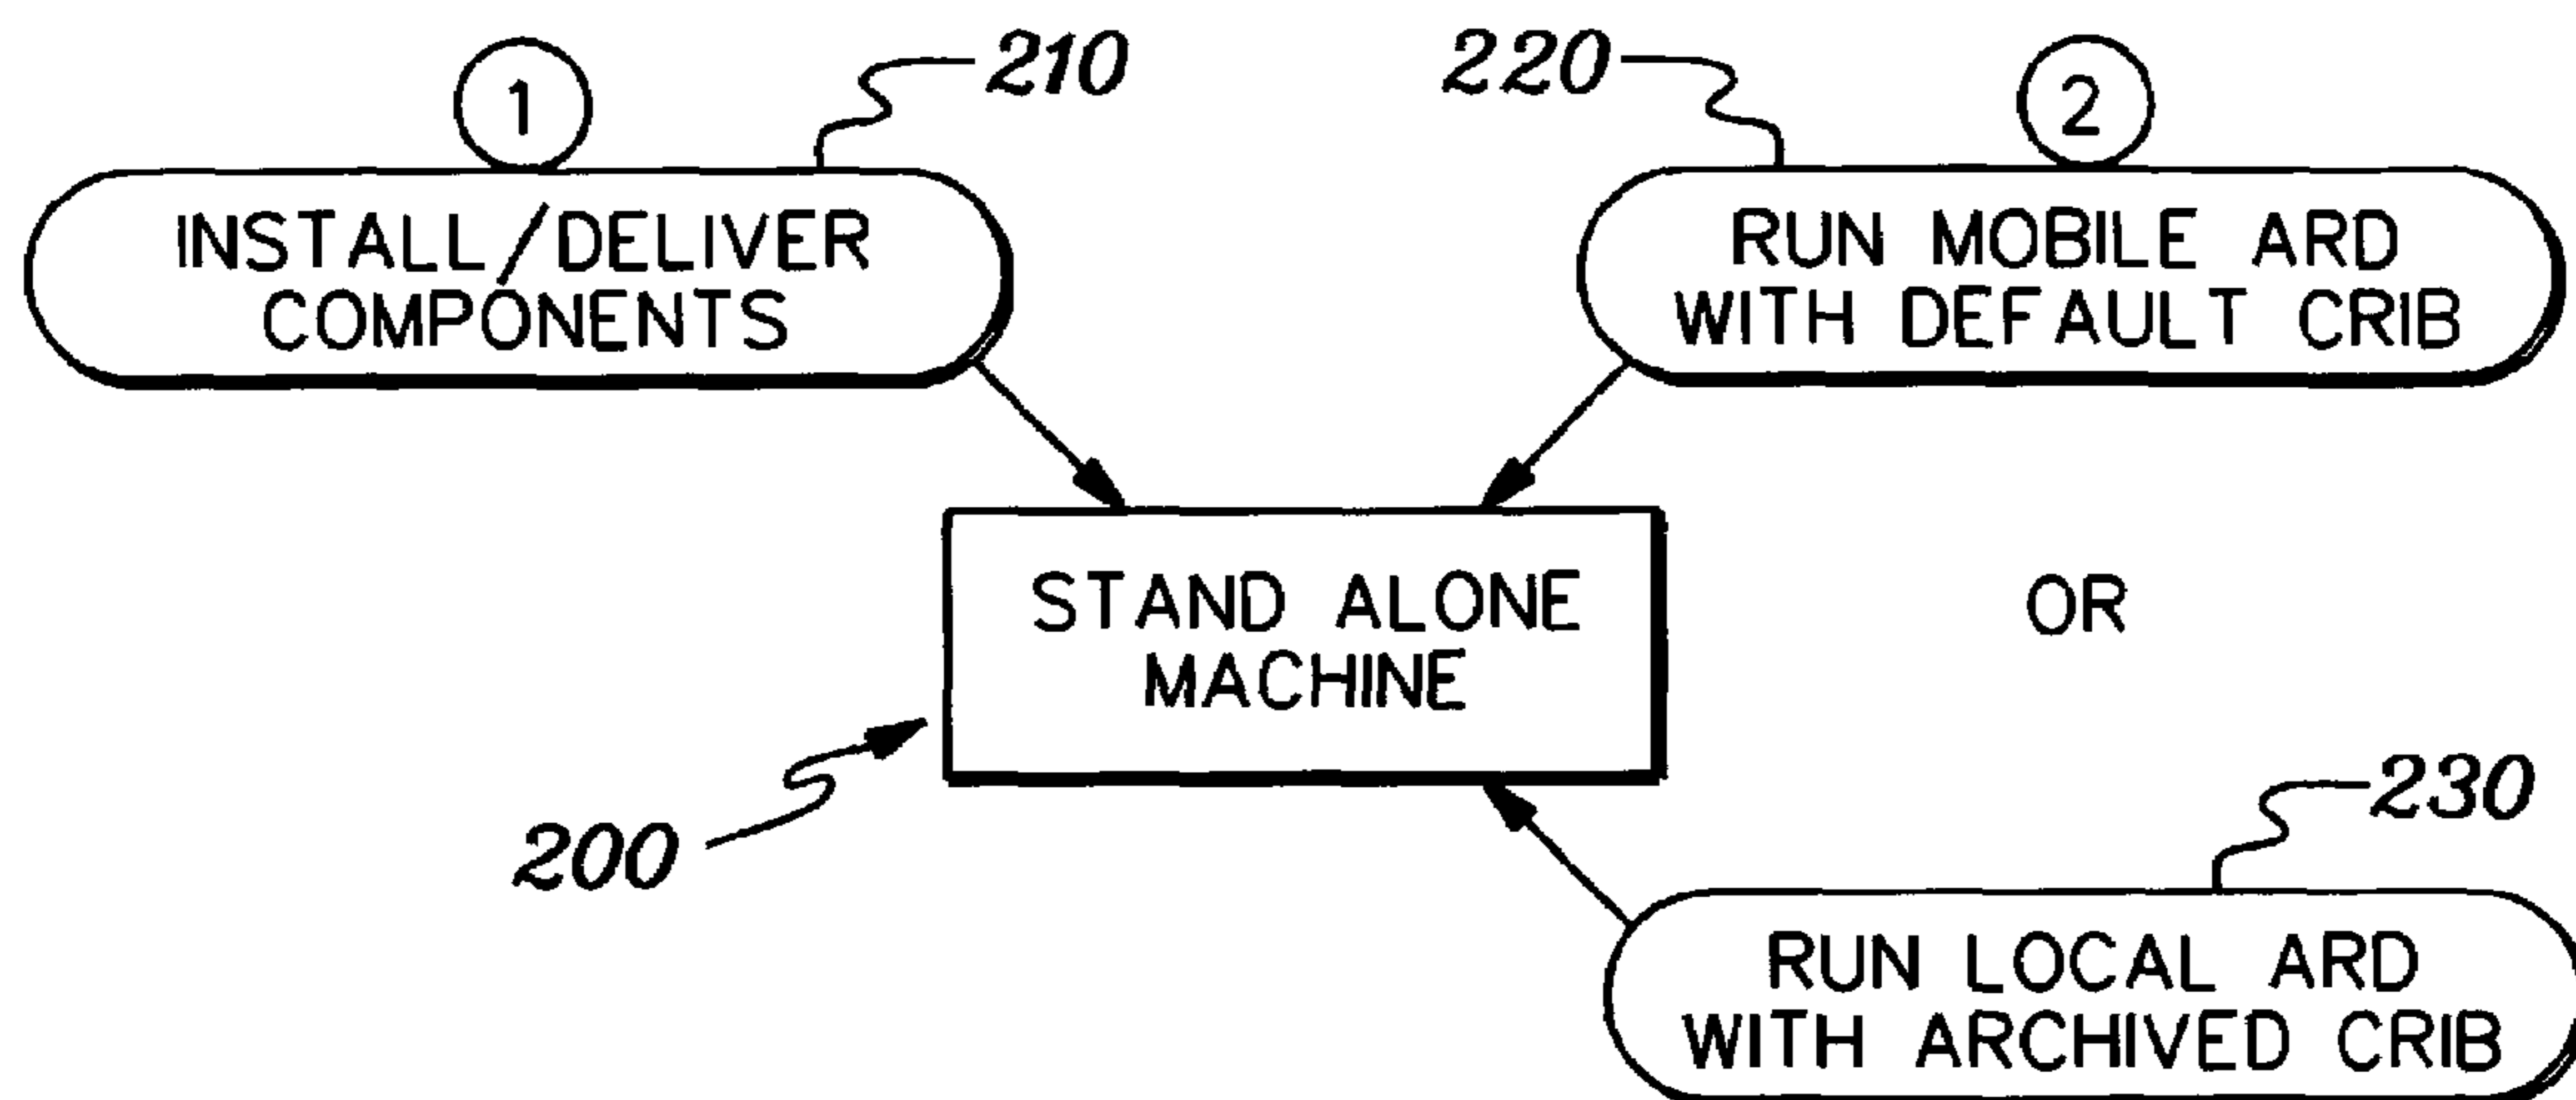 1
210
INSTALL/DELIVER
COMPONENTS
220
2
RUN MOBILE ARD
WITH DEFAULT CRIB
STAND ALONE
MACHINE
OR
200
230
RUN LOCAL ARD
WITH ARCHIVED CRIB